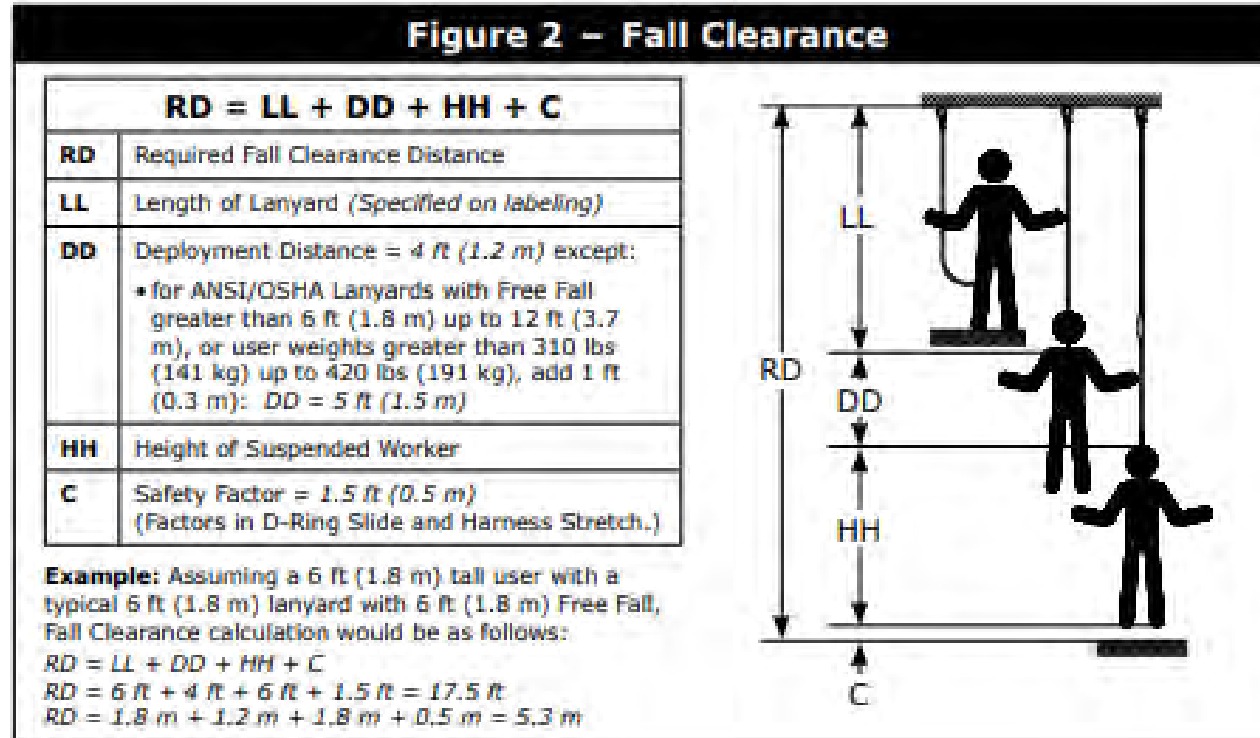 Figure 2 – Fall Clearance
RD = LL + DD + HH + C
RD Required Fall Clearance Distance
LL Length of Lanyard (Specified on labeling)
DD Deployment Distance = 4 ft (1.2 m) except:
• for ANSI/OSHA Lanyards with Free Fall
greater than 6 ft (1.8 m) up to 12 ft (3.7
m), or user weights greater than 310 lbs
(141 kg) up to 420 lbs (191 kg), add 1 ft
(0.3 m): DD = 5 ft (1.5 m)
HH Height of Suspended Worker
C Safety Factor = 1.5 ft (0.5 m)
(Factors in D-Ring Slide and Harness Stretch.)
Example: Assuming a 6 ft (1.8 m) tall user with a
typical 6 ft (1.8 m) lanyard with 6 ft (1.8 m) Free Fall,
Fall Clearance calculation would be as follows:
RD = LL + DD + HH + C
RD = 6 ft + 4 ft + 6 ft + 1.5 ft = 17.5 ft
RD = 1.8 m + 1.2 m + 1.8 m + 0.5 m = 5.3 m
LL
RD
DD
HH
C